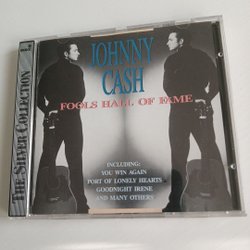 JOHNNY
CASH
FOOLS HALL OF FAME
INCLUDING:
YOU WIN AGAIN
PORT OF LONELY HEARTS
GOODNIGHT IRENE
AND MANY OTHERS
THE SILVER COLLECTION